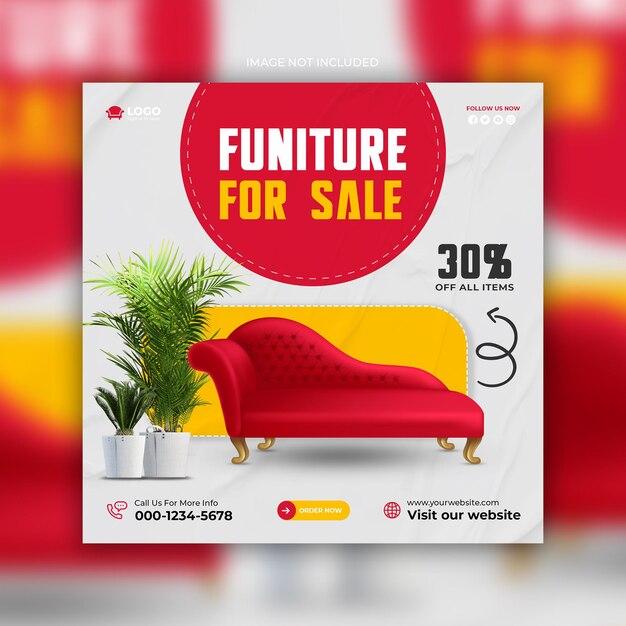 IMAGE NOT INCLUDED
LOGO
FOLLOW US NOW
FUNITURE
FOR SALE
30%
OFF ALL ITEMS
Call Us For More Info
000-1234-5678
ORDER NOW
www.yourwebsite.com
Visit our website